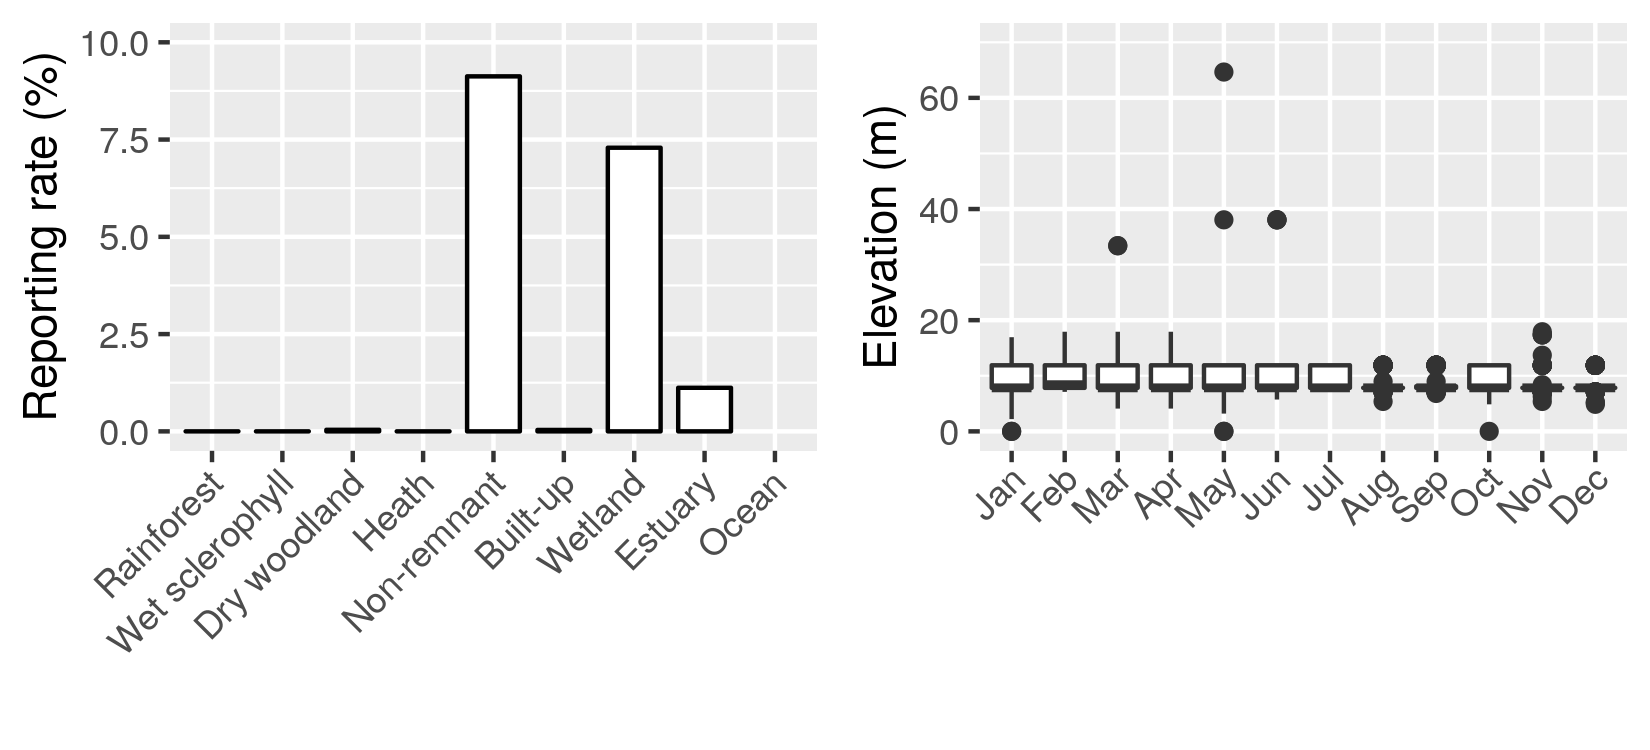 Reporting rate (%)
10.0
7.5
5.0
2.5
0.0
Rainforest
Wet sclerophyll
Dry woodland
Heath
Non-remnant
Built-up
Wetland
Estuary
Ocean
Elevation (m)
60
40
20
0
Jan
Feb
Mar
Apr
May
Jun
Jul
Aug
Sep
Oct
Nov
Dec